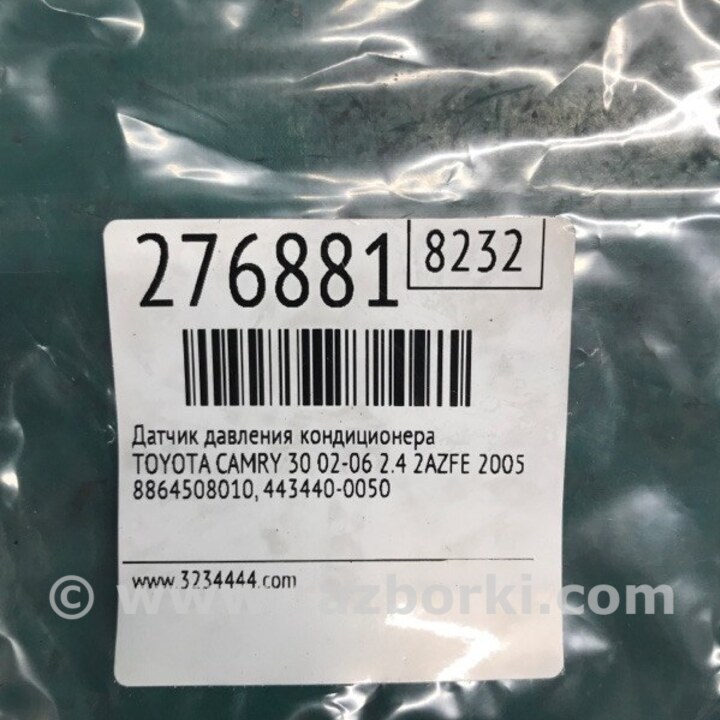 276881 8232
Датчик давления кондиционера
TOYOTA CAMRY 30 02-06 2.4 2AZFE 2005
8864508010, 443440-0050
www.3234444.com
© azborki.com